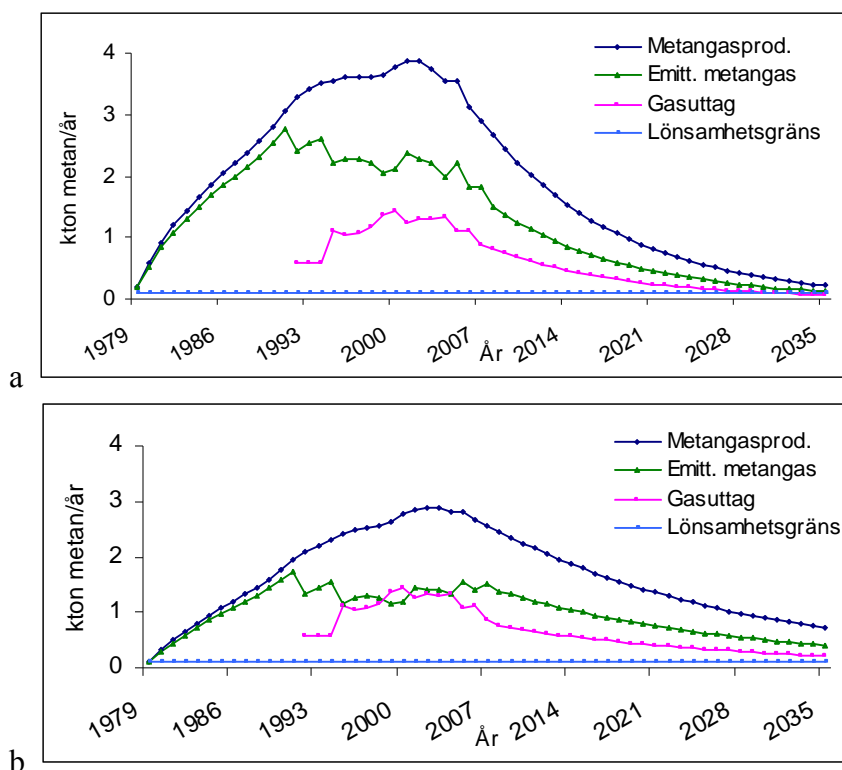 kton metan/år
4
3
2
1
0
Metangasprod.
Emitt. metangas
Gasuttag
Lönsamhetsgräns
1979 1986 1993 2000 2007 2014 2021 2028 2035
År
a
kton metan/år
4
3
2
1
0
Metangasprod.
Emitt. metangas
Gasuttag
Lönsamhetsgräns
1979 1986 1993 2000 2007 2014 2021 2028 2035
År
b